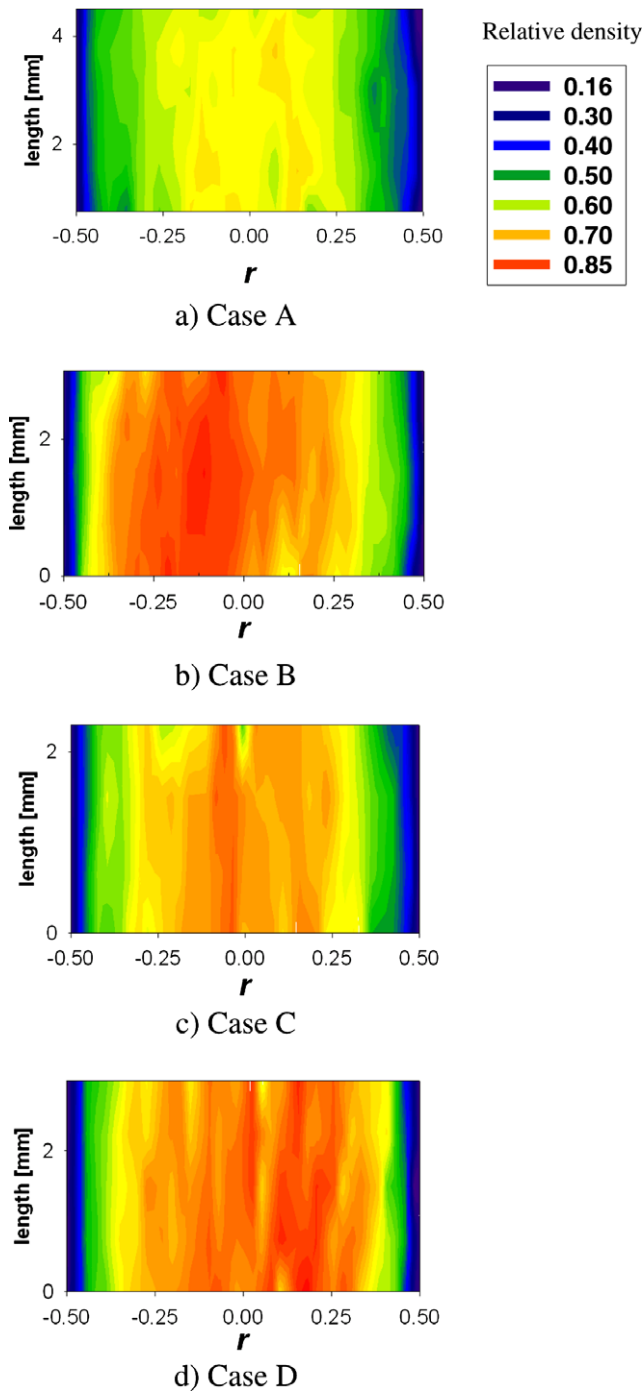 Relative density
0.16
0.30
0.40
0.50
0.60
0.70
0.85
length [mm]
4
2
-0.50 -0.25 0.00 0.25 0.50
r
a) Case A
length [mm]
2
0
-0.50 -0.25 0.00 0.25 0.50
r
b) Case B
length [mm]
2
0
-0.50 -0.25 0.00 0.25 0.50
r
c) Case C
length [mm]
2
0
-0.50 -0.25 0.00 0.25 0.50
r
d) Case D